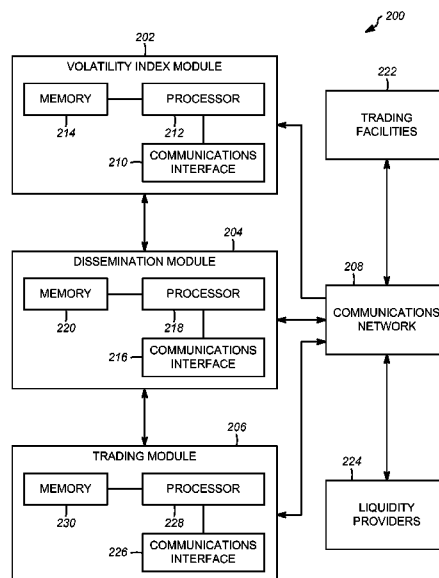 200
202
VOLATILITY INDEX MODULE
MEMORY
214
PROCESSOR
212
210
COMMUNICATIONS
INTERFACE
222
TRADING
FACILITIES
204
DISSEMINATION MODULE
MEMORY
220
PROCESSOR
218
216
COMMUNICATIONS
INTERFACE
208
COMMUNICATIONS
NETWORK
206
TRADING MODULE
MEMORY
230
PROCESSOR
228
226
COMMUNICATIONS
INTERFACE
224
LIQUIDITY
PROVIDERS